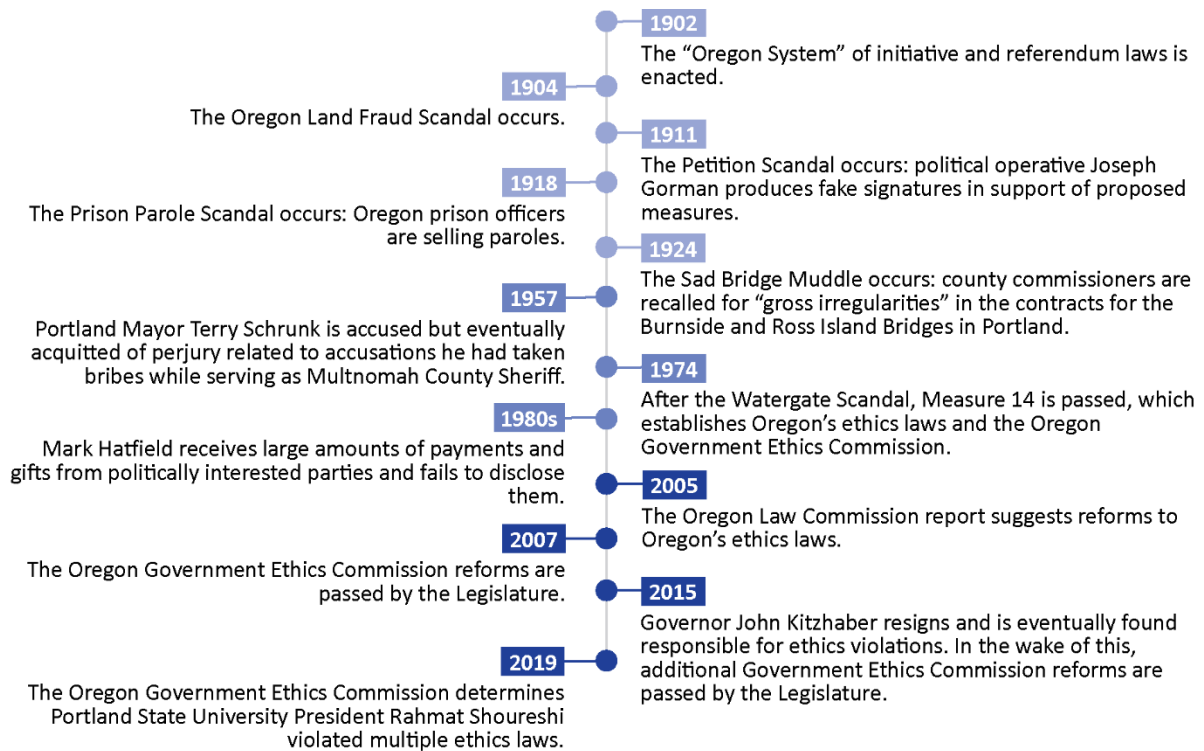 1902
The “Oregon System” of initiative and referendum laws is
enacted.
1904
The Oregon Land Fraud Scandal occurs.
1911
The Petition Scandal occurs: political operative Joseph
Gorman produces fake signatures in support of proposed
measures.
1918
The Prison Parole Scandal occurs: Oregon prison officers
are selling paroles.
1924
The Sad Bridge Muddle occurs: county commissioners are
recalled for “gross irregularities” in the contracts for the
Burnside and Ross Island Bridges in Portland.
1957
Portland Mayor Terry Schrunk is accused but eventually
acquitted of perjury related to accusations he had taken
bribes while serving as Multnomah County Sheriff.
1974
After the Watergate Scandal, Measure 14 is passed, which
establishes Oregon’s ethics laws and the Oregon
Government Ethics Commission.
1980s
Mark Hatfield receives large amounts of payments and
gifts from politically interested parties and fails to disclose
them.
2005
The Oregon Law Commission report suggests reforms to
Oregon’s ethics laws.
2007
The Oregon Government Ethics Commission reforms are
passed by the Legislature.
2015
Governor John Kitzhaber resigns and is eventually found
responsible for ethics violations. In the wake of this,
additional Government Ethics Commission reforms are
passed by the Legislature.
2019
The Oregon Government Ethics Commission determines
Portland State University President Rahmat Shoureshi
violated multiple ethics laws.